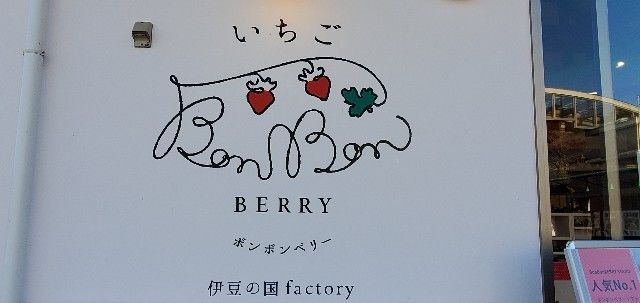 いちご
BonBon
BERRY
ボンボンベリー
伊豆の国factory
人気No.1